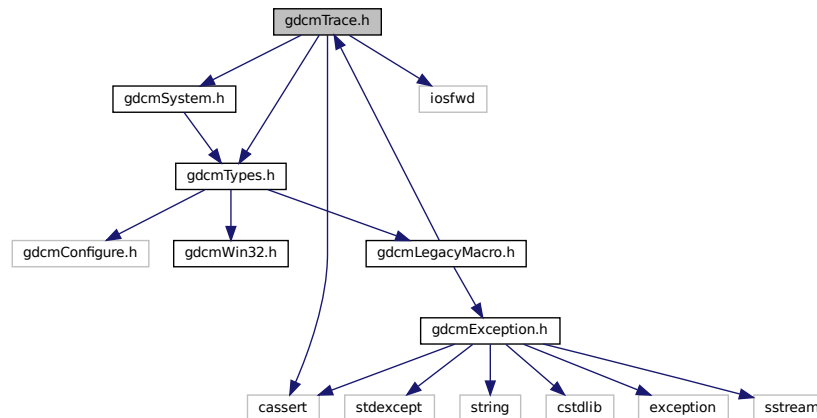 gdcmTrace.h
gdcmSystem.h
iosfwd
gdcmTypes.h
gdcmConfigure.h
gdcmWin32.h
gdcmLegacyMacro.h
gdcmException.h
cassert
stdexcept
string
cstdlib
exception
sstream